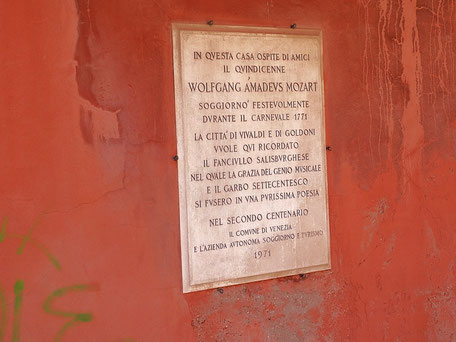 IN QVESTA CASA OSPITE DI AMICI
IL QVINDICENNE
WOLFGANG AMADEVS MOZART
SOGGIORNO' FESTEVOLMENTE
DVRANTE IL CARNEVALE 1771
LA CITTA' DI VIVALDI E DI GOLDONI
VVOLE QVI RICORDATO
IL FANCIVLLO SALISBVRGHESE
NEL QVALE LA GRAZIA DEL GENIO MVSICALE
E IL GARBO SETTECENTESCO
SI FVSERO IN VNA PVRISSIMA POESIA
NEL SECONDO CENTENARIO
IL COMVNE DI VENEZIA
E L'AZIENDA AVTONOMA SOGGIORNO E TVRISMO
1971